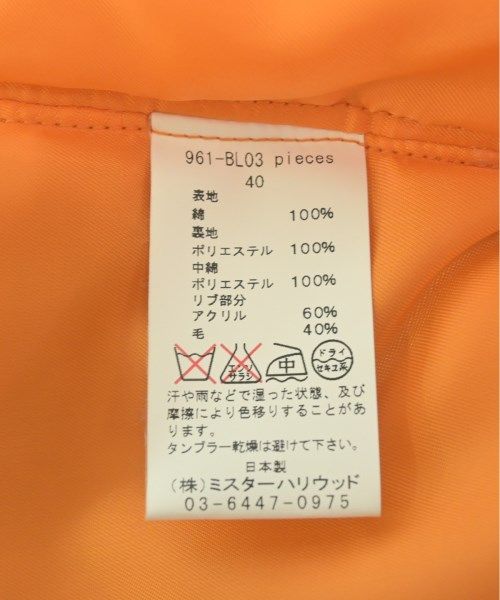 961-BL03 pieces
40
表地
綿 100%
裏地
ポリエステル 100%
中綿
ポリエステル 100%
リブ部分
アクリル 60%
毛 40%
エンソ
サラシ
中
ドライ
セキユ系
汗や雨などで湿った状態、及び
摩擦により色移りすることがあ
ります。
タンブラー乾燥は避けて下さい。
日本製
(株)ミスターハリウッド
03-6447-0975